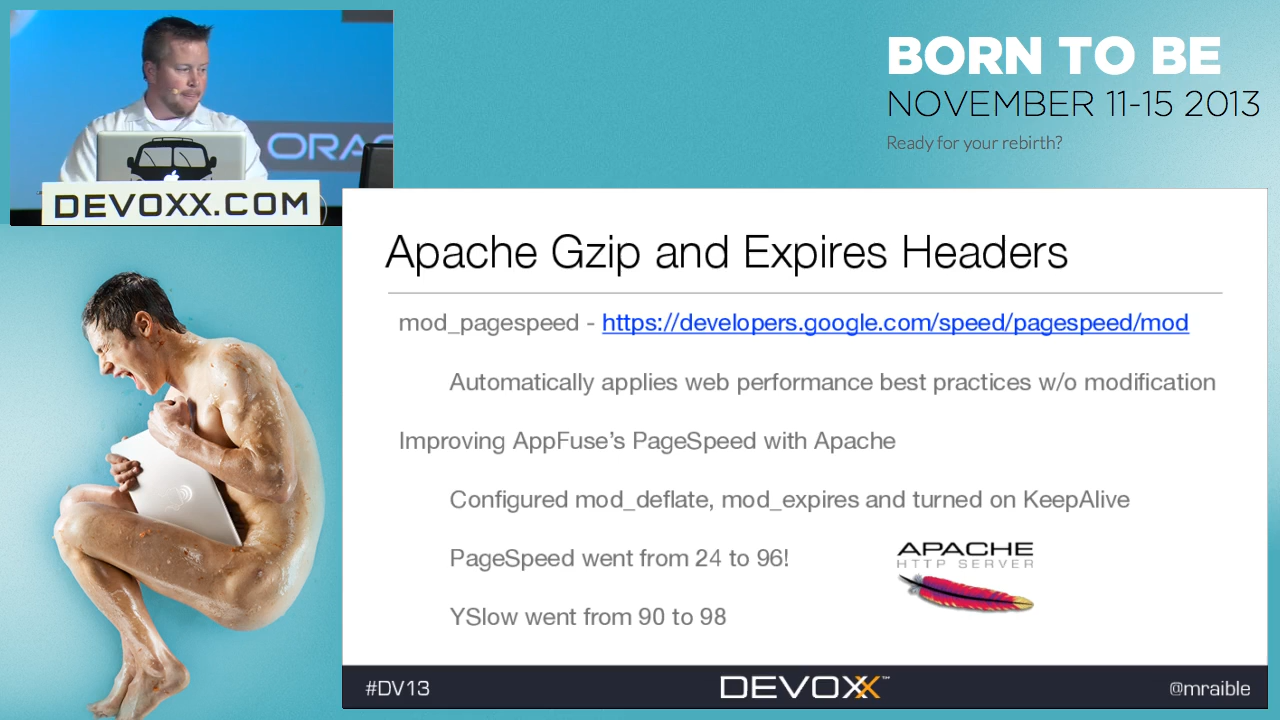 BORN TO BE
NOVEMBER 11-15 2013
Ready for your rebirth?
ORA
DEVOXX.COM
Apache Gzip and Expires Headers
mod_pagespeed - https://developers.google.com/speed/pagespeed/mod
Automatically applies web performance best practices w/o modification
Improving AppFuse's PageSpeed with Apache
Configured mod_deflate, mod_expires and turned on KeepAlive
PageSpeed went from 24 to 96!
APACHE
HTTP SERVER
YSlow went from 90 to 98
#DV13
DEVOXX™
@mraible